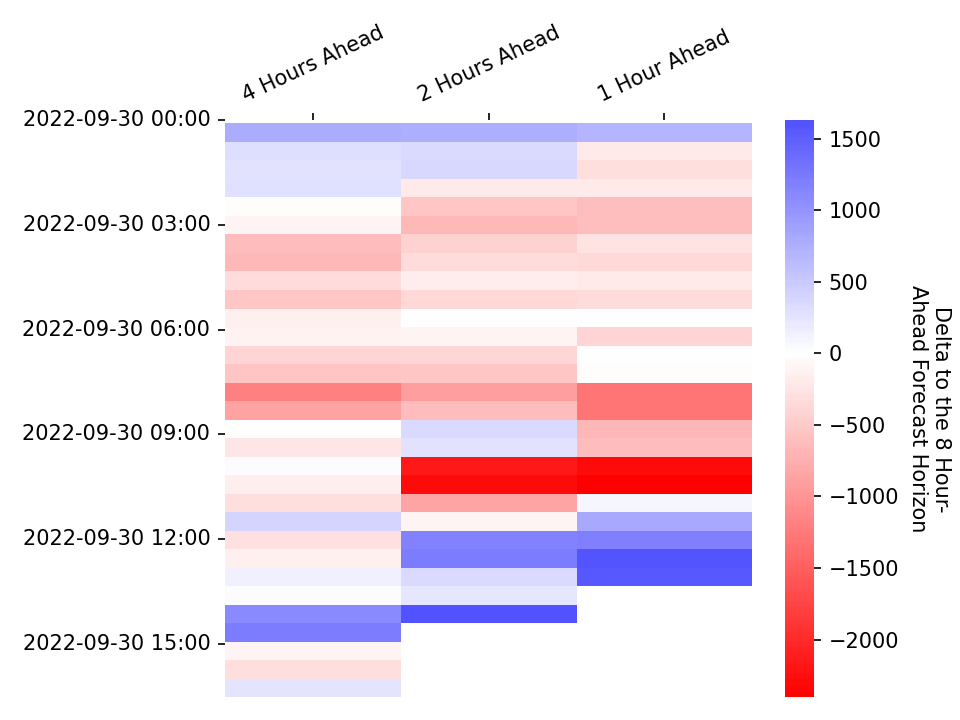 4 Hours Ahead
2 Hours Ahead
1 Hour Ahead
2022-09-30 00:00
2022-09-30 03:00
2022-09-30 06:00
2022-09-30 09:00
2022-09-30 12:00
2022-09-30 15:00
1500
1000
500
0
−500
−1000
−1500
−2000
Delta to the 8 Hour-
Ahead Forecast Horizon